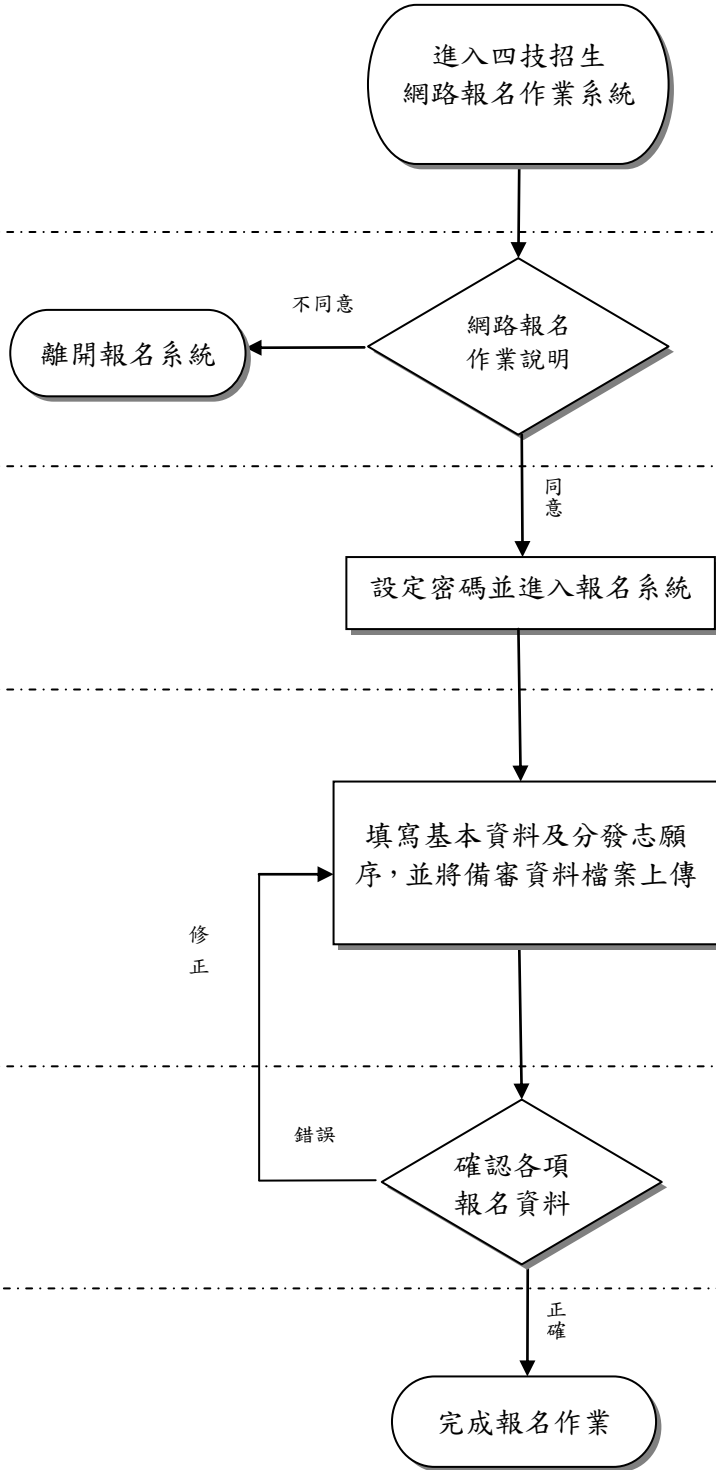 進入四技招生
網路報名作業系統
不同意
網路報名
作業說明
離開報名系統
同
意
設定密碼並進入報名系統
填寫基本資料及分發志願
序，並將備審資料檔案上傳
修
正
錯誤
確認各項
報名資料
正
確
完成報名作業